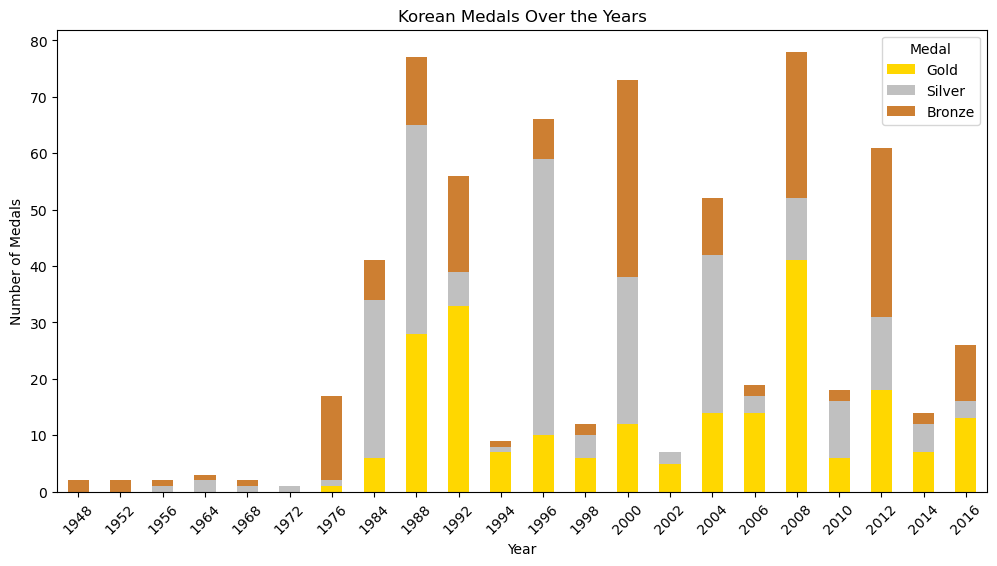 Korean Medals Over the Years
Number of Medals
80
70
60
50
40
30
20
10
0
Medal
Gold
Silver
Bronze
1948 1952 1956 1964 1968 1972 1976 1984 1988 1992 1994 1996 1998 2000 2002 2004 2006 2008 2010 2012 2014 2016
Year